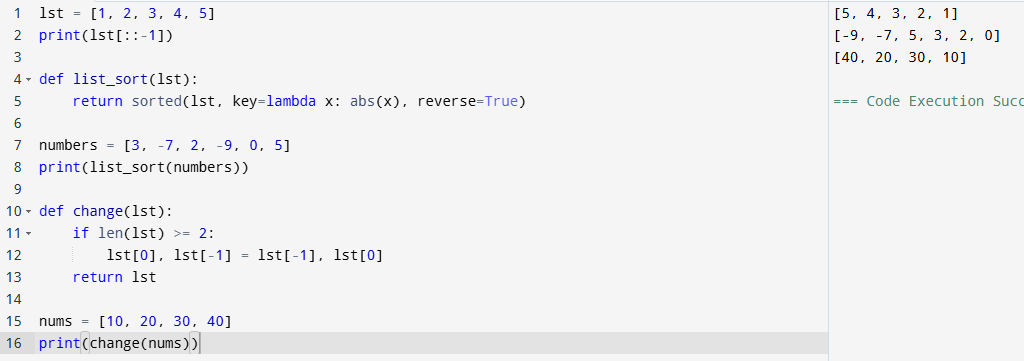 1 lst = [1, 2, 3, 4, 5]
2 print(lst[::-1])
3
4 def list_sort(lst):
5     return sorted(lst, key=lambda x: abs(x), reverse=True)
6
7 numbers = [3, -7, 2, -9, 0, 5]
8 print(list_sort(numbers))
9
10 def change(lst):
11     if len(lst) >= 2:
12         lst[0], lst[-1] = lst[-1], lst[0]
13     return lst
14
15 nums = [10, 20, 30, 40]
16 print(change(nums))
[5, 4, 3, 2, 1]
[-9, -7, 5, 3, 2, 0]
[40, 20, 30, 10]
=== Code Execution Succ